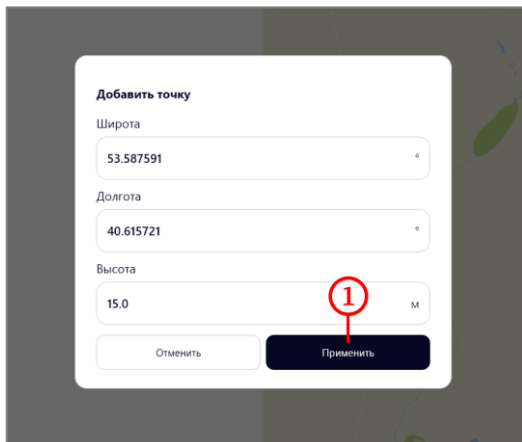 Добавить точку
Широта
53.587591 °
Долгота
40.615721 °
Высота
15.0 м
1
Отменить Применить